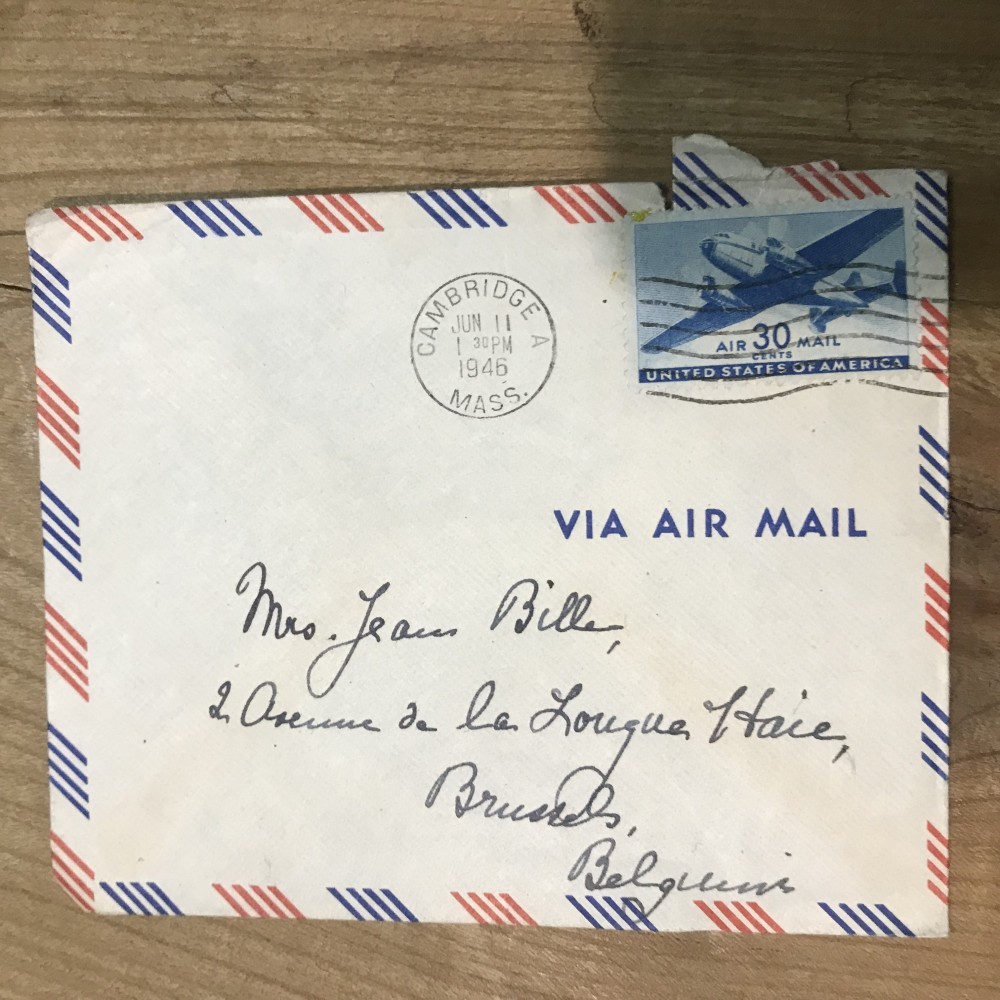 CAMBRIDGE A
JUN 11
1 30 PM
1946
MASS.
AIR 30 MAIL
CENTS
UNITED STATES OF AMERICA
VIA AIR MAIL
Mrs. Jean Bille,
2 Avenue de la Longue Haie,
Brussels,
Belgium